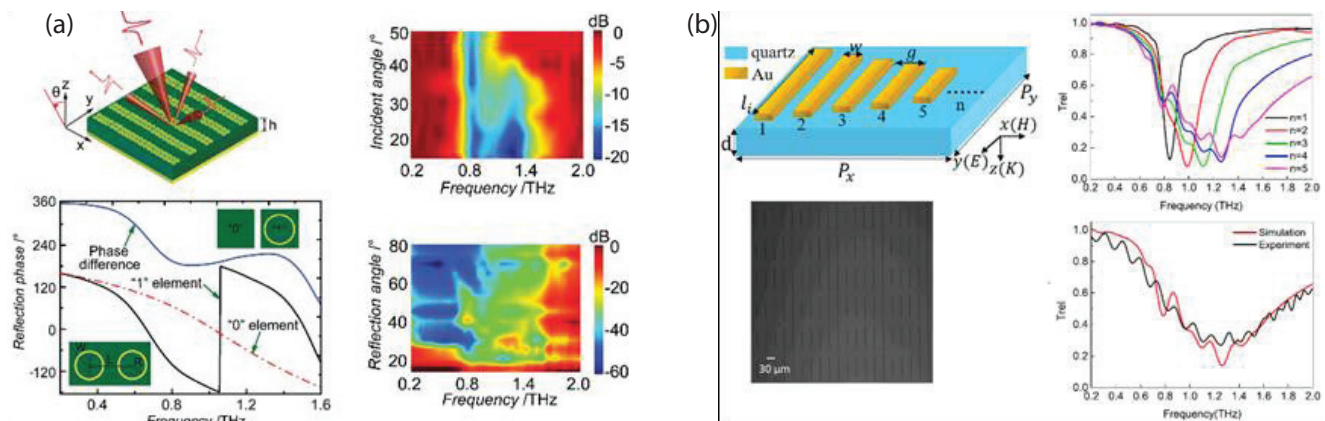 (a)
θ
z
y
x
h
dB
0
-5
-10
-15
-20
Incident angle /°
50
40
30
20
0.2 0.8 1.4 2.0
Frequency /THz
Reflection phase /°
360
240
120
0
-120
Phase
difference
"0"
"1" element
"0" element
W
R
0.4 0.8 1.2 1.6
Frequency /THz
dB
0
-20
-40
-60
Reflection angle /°
80
60
40
20
0.2 0.8 1.4 2.0
Frequency /THz
(b)
quartz
Au
w
g
l_i
1 2 3 4 5 n
d
P_x
P_y
x(H)
y(E)
z(K)
30 μm
Trel
1.0
0.8
0.6
0.4
0.2
0.0
n=1
n=2
n=3
n=4
n=5
0.2 0.4 0.6 0.8 1.0 1.2 1.4 1.6 1.8 2.0
Frequency (THz)
Trel
1.0
0.8
0.6
0.4
0.2
0.0
Simulation
Experiment
0.2 0.4 0.6 0.8 1.0 1.2 1.4 1.6 1.8 2.0
Frequency(THz)